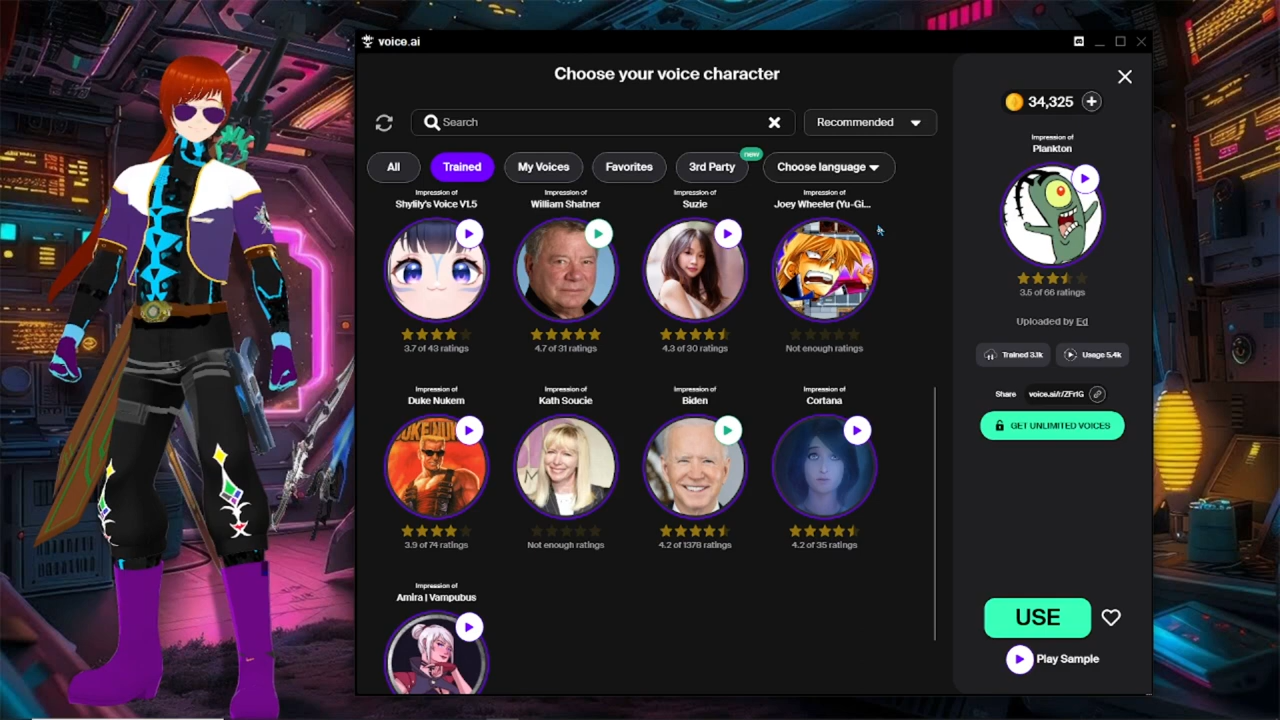 voice.ai
Choose your voice character
Search
Recommended
All
Trained
My Voices
Favorites
3rd Party
new
Choose language
Impression of
Shylily's Voice V1.5
3.7 of 43 ratings
Impression of
William Shatner
4.7 of 31 ratings
Impression of
Suzie
4.3 of 30 ratings
Impression of
Joey Wheeler (Yu-Gi...
Not enough ratings
Impression of
Duke Nukem
3.9 of 74 ratings
Impression of
Kath Soucie
Not enough ratings
Impression of
Biden
4.2 of 1378 ratings
Impression of
Cortana
4.2 of 35 ratings
Impression of
Amira | Vampubus
34,325
Impression of
Plankton
3.5 of 66 ratings
Uploaded by Ed
Trained 3.1k
Usage 5.4k
Share voice.ai/r/ZFrIG
GET UNLIMITED VOICES
USE
Play Sample